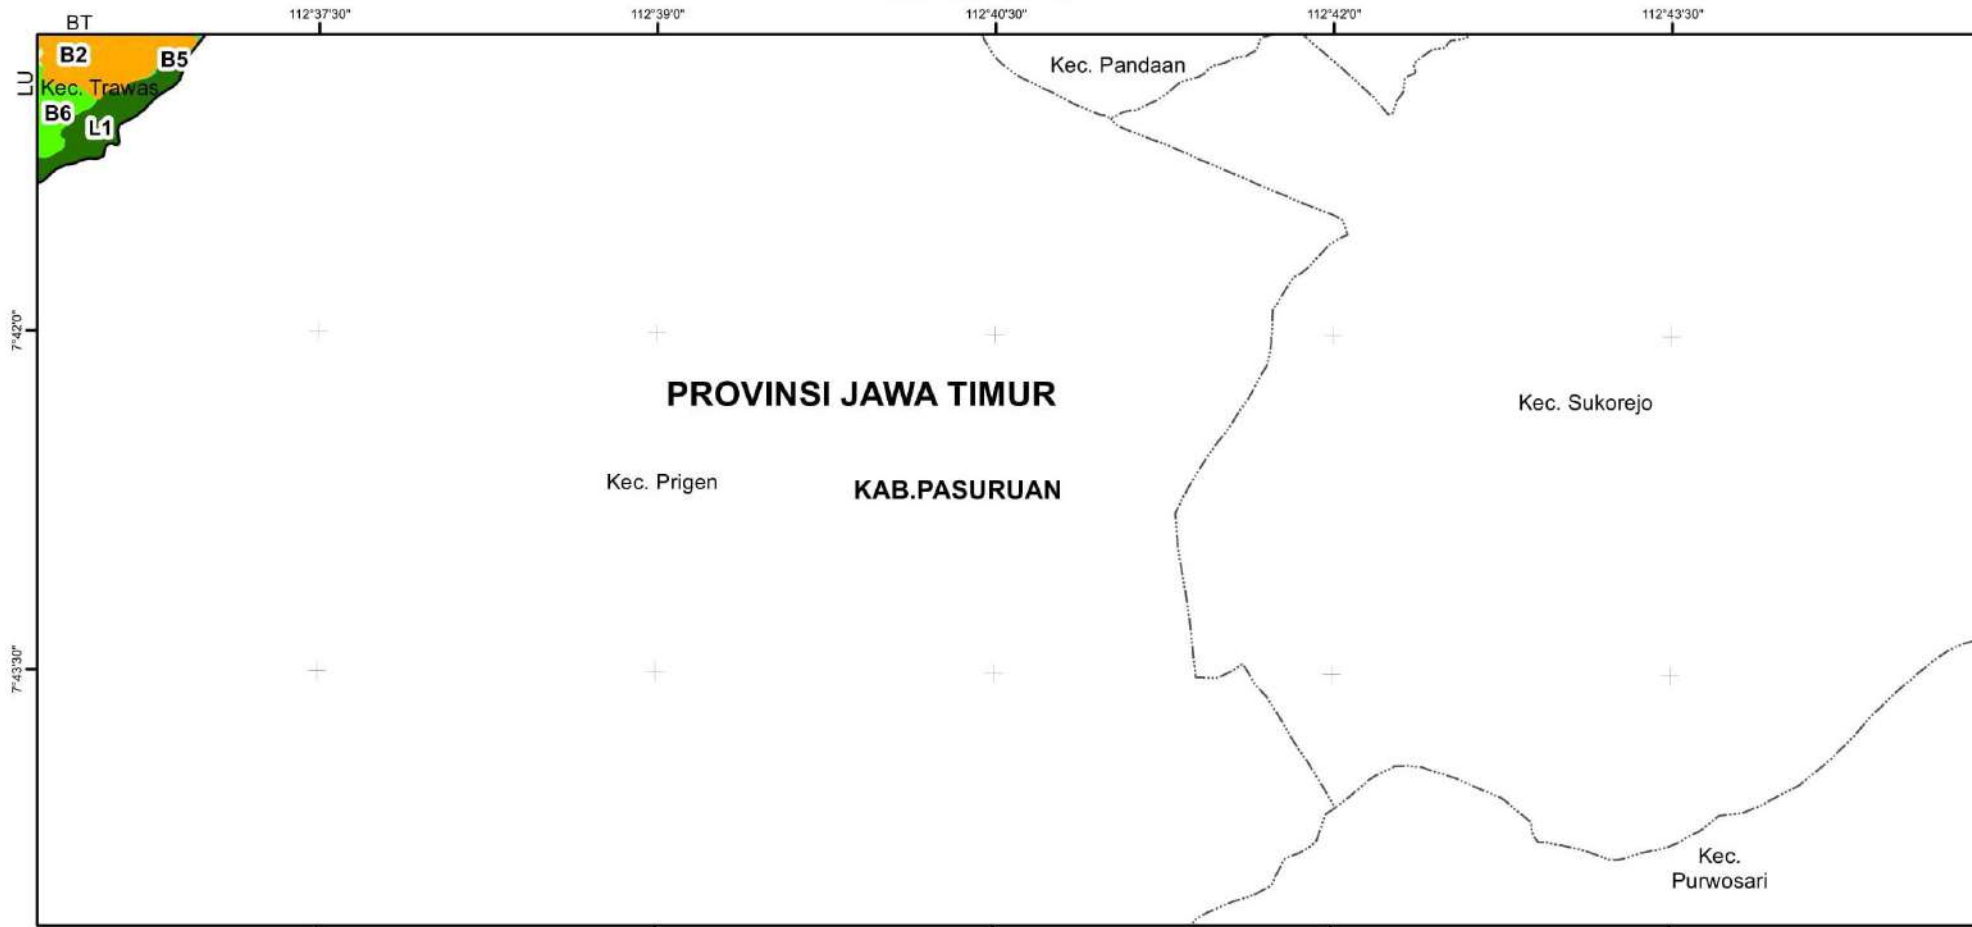 BT
112°37'30"
112°39'0"
112°40'30"
112°42'0"
112°43'30"
LU
B2
B5
Kec. Trawas
B6
L1
Kec. Pandaan
7°42'0"
PROVINSI JAWA TIMUR
Kec. Sukorejo
Kec. Prigen
KAB.PASURUAN
7°43'30"
Kec.
Purwosari